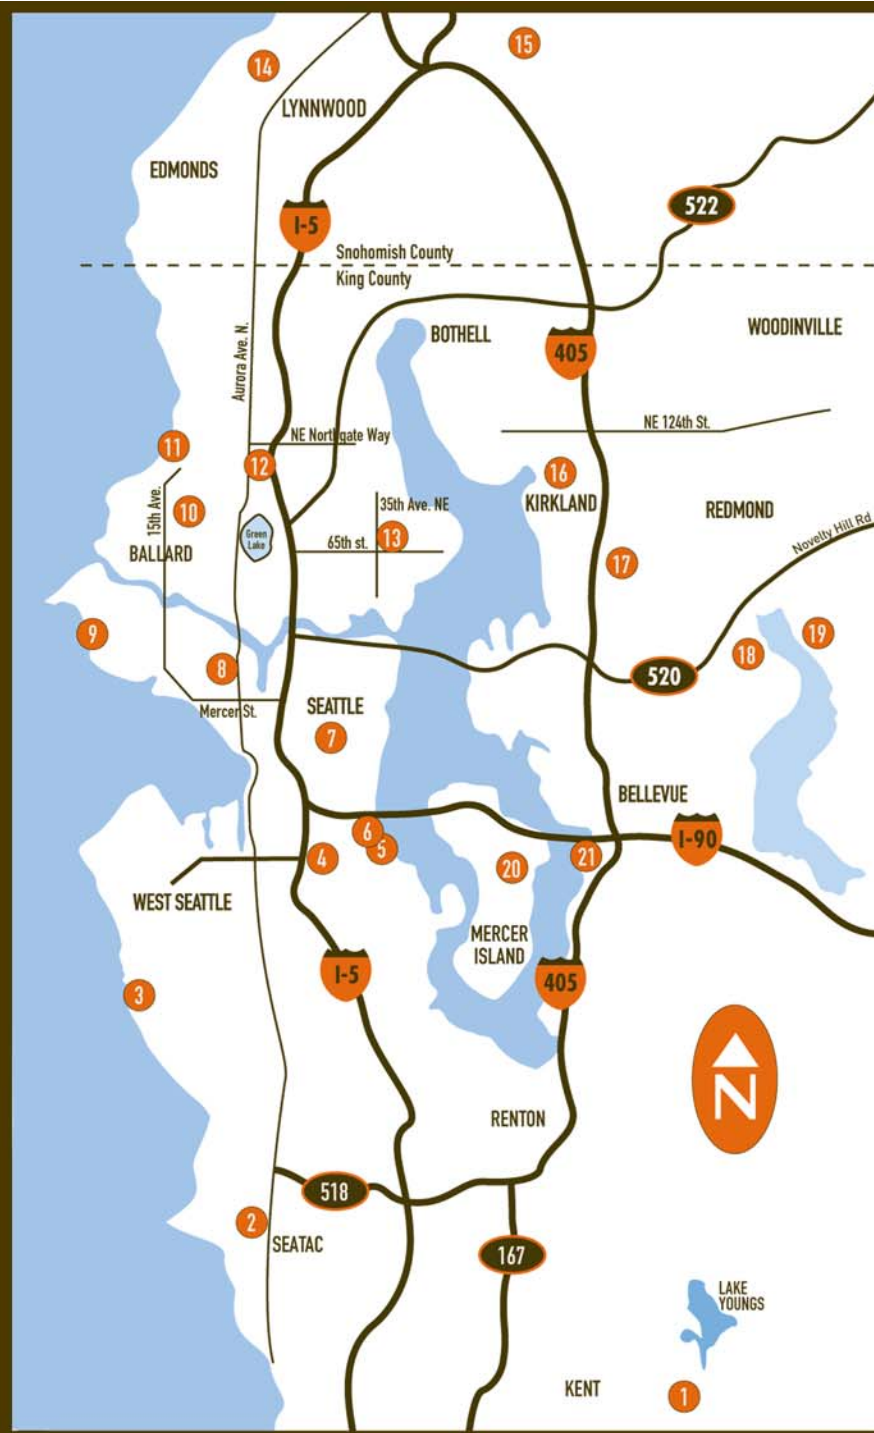 15
14
LYNNWOOD
EDMONDS
522
I-5
Snohomish County
King County
WOODINVILLE
BOTHELL
405
Aurora Ave. N.
NE 124th St.
NE Northgate Way
11
12
16
15th Ave.
10
35th Ave. NE
KIRKLAND
REDMOND
Green
Lake
13
65th st.
BALLARD
Novelty Hill Rd
17
9
19
18
8
520
SEATTLE
Mercer St.
7
BELLEVUE
6
5
I-90
4
21
20
WEST SEATTLE
MERCER
ISLAND
I-5
405
3
N
RENTON
518
2
SEATAC
167
LAKE
YOUNGS
KENT
1